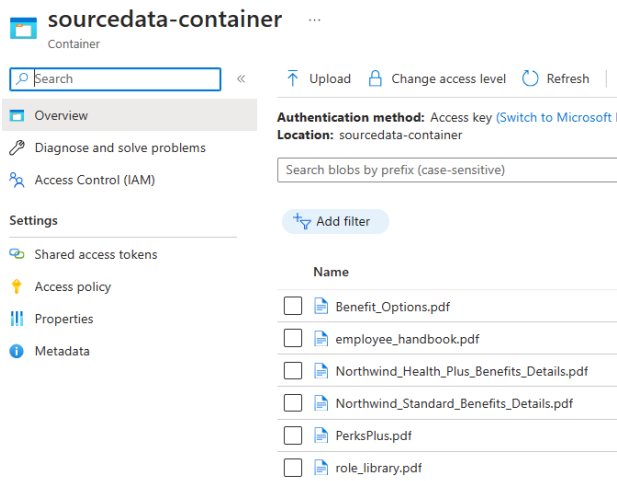 sourcedata-container ...
Container
Search «
Overview
Diagnose and solve problems
Access Control (IAM)
Settings
Shared access tokens
Access policy
Properties
Metadata
Upload Change access level Refresh
Authentication method: Access key (Switch to Microsoft
Location: sourcedata-container
Search blobs by prefix (case-sensitive)
Add filter
Name
Benefit_Options.pdf
employee_handbook.pdf
Northwind_Health_Plus_Benefits_Details.pdf
Northwind_Standard_Benefits_Details.pdf
PerksPlus.pdf
role_library.pdf